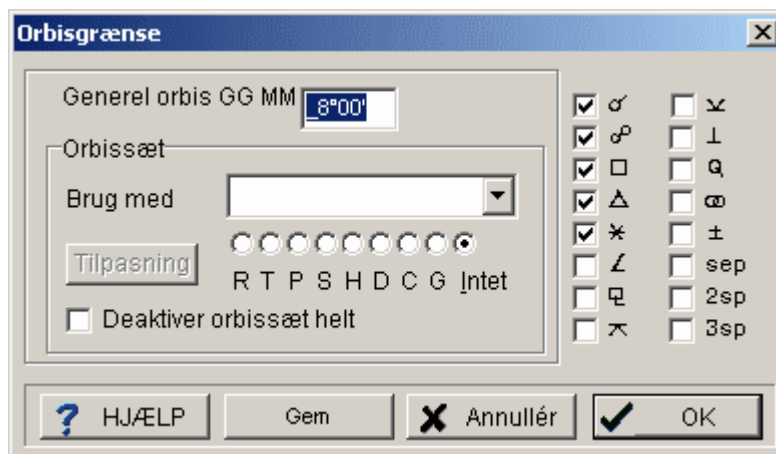 Orbisgrænse
Generel orbis GG MM _8°00'
Orbissæt
Brug med
Tilpasning
R T P S H D C G Intet
Deaktiver orbissæt helt
☌ ⚺
☍ ⊥
□ Q
△
⚹ ±
∠ sep
⚼ 2sp
⚻ 3sp
? HJÆLP
Gem
Annullér
OK